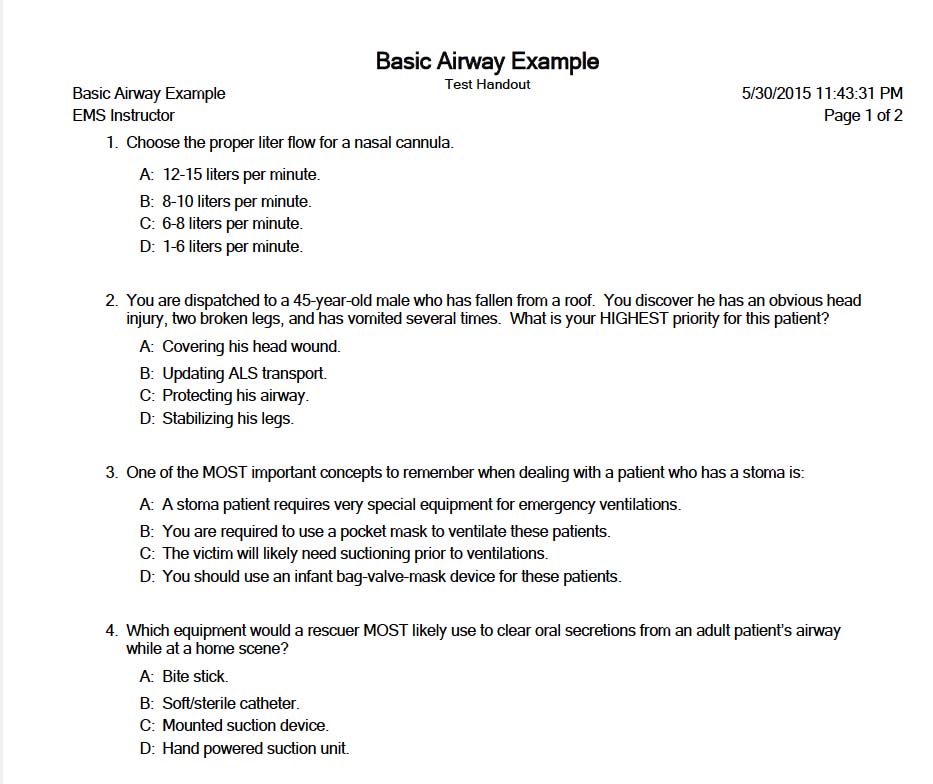 Basic Airway Example
Test Handout
Basic Airway Example
5/30/2015 11:43:31 PM
EMS Instructor
Page 1 of 2
1. Choose the proper liter flow for a nasal cannula.
A: 12-15 liters per minute.
B: 8-10 liters per minute.
C: 6-8 liters per minute.
D: 1-6 liters per minute.
2. You are dispatched to a 45-year-old male who has fallen from a roof. You discover he has an obvious head
injury, two broken legs, and has vomited several times. What is your HIGHEST priority for this patient?
A: Covering his head wound.
B: Updating ALS transport.
C: Protecting his airway.
D: Stabilizing his legs.
3. One of the MOST important concepts to remember when dealing with a patient who has a stoma is:
A: A stoma patient requires very special equipment for emergency ventilations.
B: You are required to use a pocket mask to ventilate these patients.
C: The victim will likely need suctioning prior to ventilations.
D: You should use an infant bag-valve-mask device for these patients.
4. Which equipment would a rescuer MOST likely use to clear oral secretions from an adult patient's airway
while at a home scene?
A: Bite stick.
B: Soft/sterile catheter.
C: Mounted suction device.
D: Hand powered suction unit.